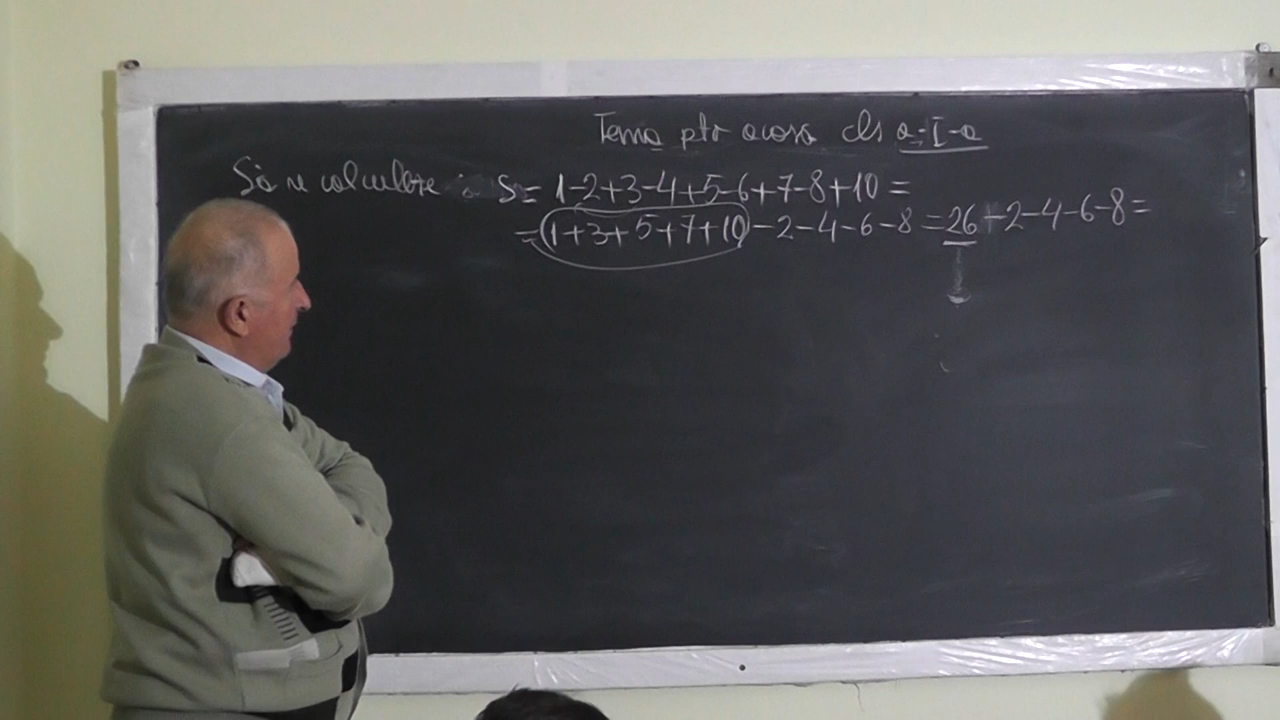 Temă ptr acasă cls a-I-a
Să se calculeze : S= 1-2+3-4+5-6+7-8+10 =
=(1+3+5+7+10)-2-4-6-8 =26-2-4-6-8=